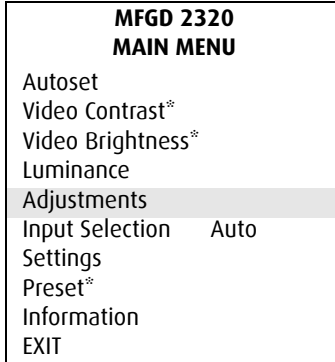 MFGD 2320
MAIN MENU
Autoset
Video Contrast*
Video Brightness*
Luminance
Adjustments
Input Selection Auto
Settings
Preset*
Information
EXIT